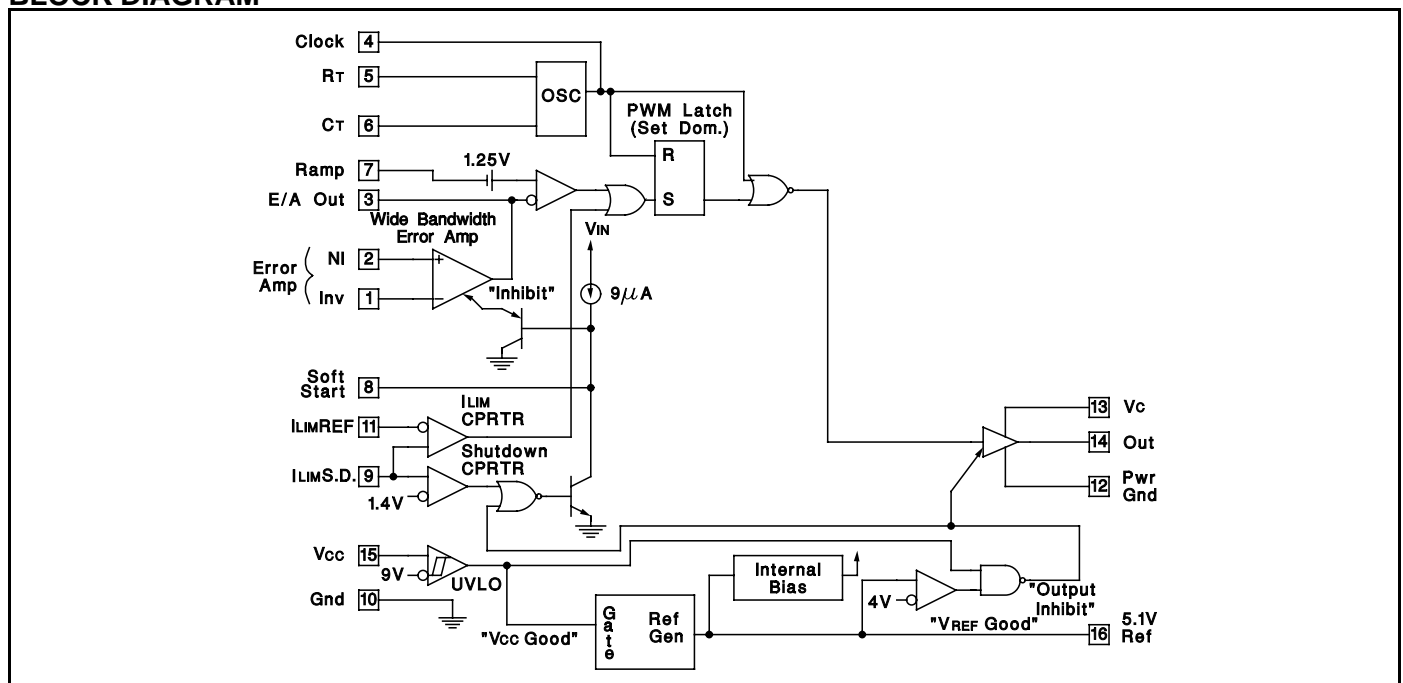 BLOCK DIAGRAM
Clock 4
RT 5
OSC
CT 6
PWM Latch
(Set Dom.)
R
S
Ramp 7
1.25V
E/A Out 3
Wide Bandwidth
Error Amp
VIN
Error
Amp
NI 2
+
Inv 1
−
"Inhibit"
9μA
Soft
Start 8
ILIMREF 11
ILIM
CPRTR
Shutdown
CPRTR
ILIMS.D. 9
1.4V
13 Vc
14 Out
12 Pwr
Gnd
Vcc 15
9V
UVLO
Gnd 10
"Vcc Good"
Gate
Ref
Gen
Internal
Bias
4V
"Output
Inhibit"
"VREF Good"
16 5.1V
Ref